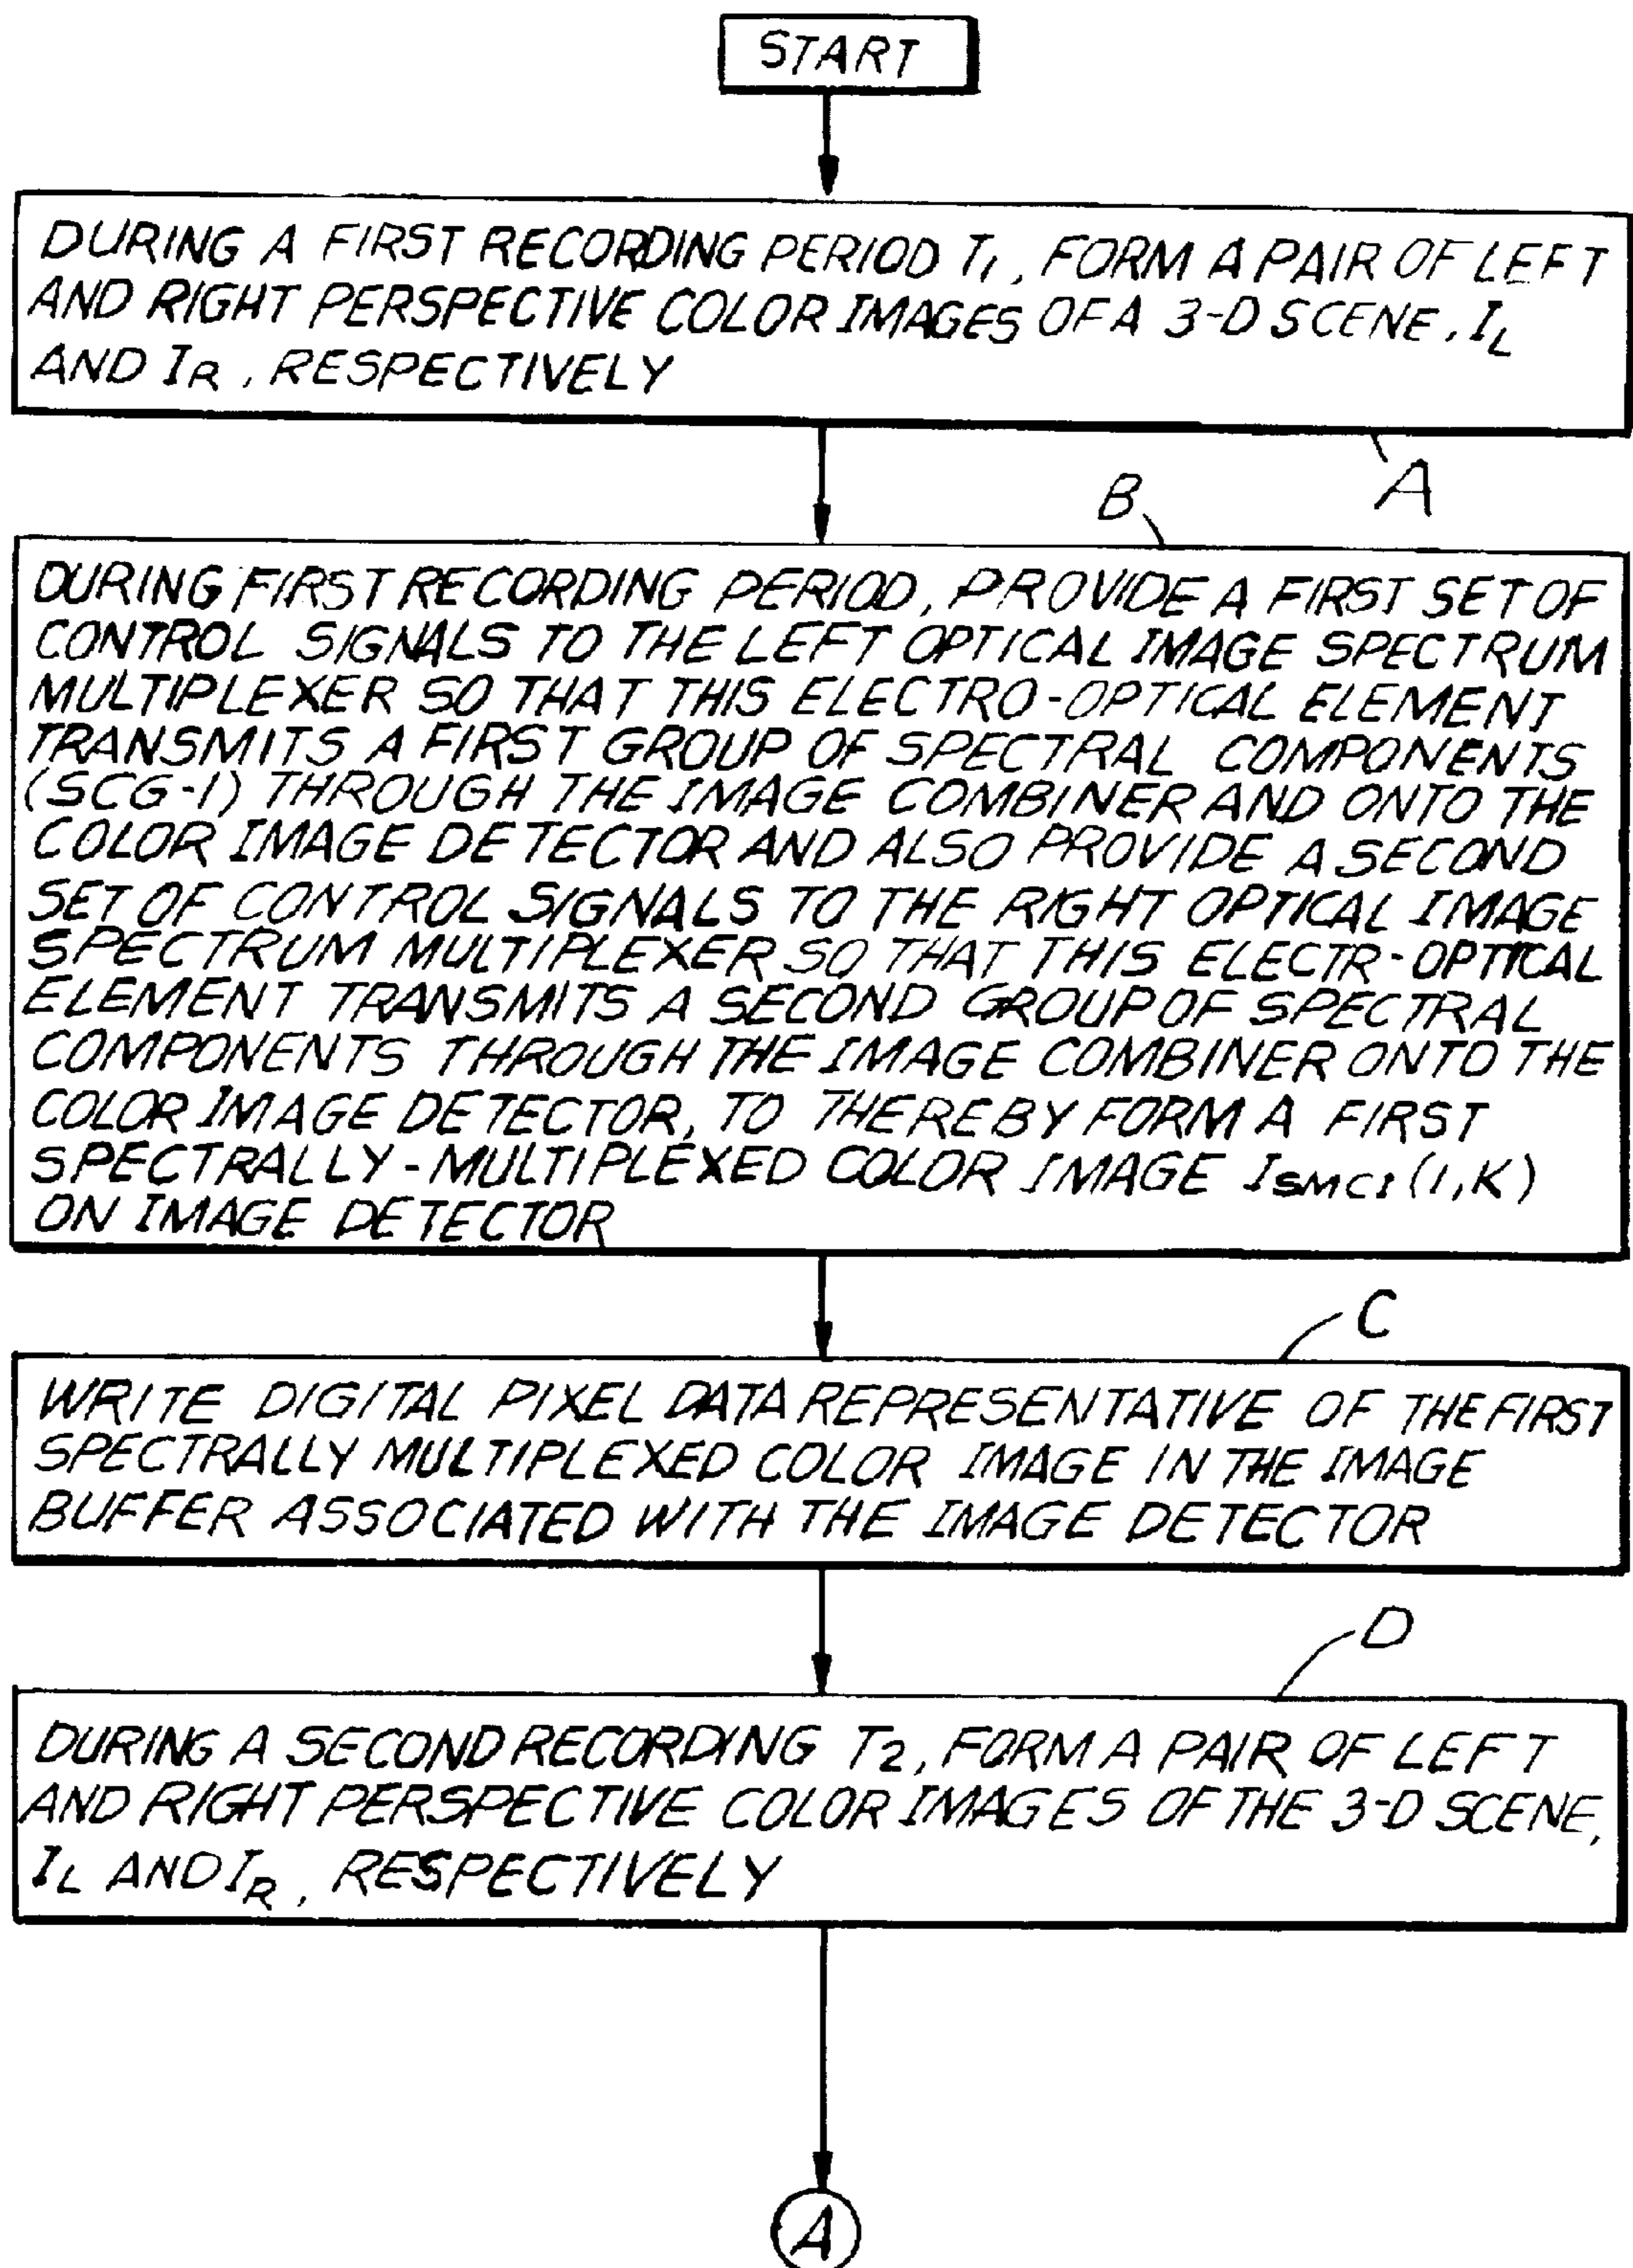 START
DURING A FIRST RECORDING PERIOD T1, FORM A PAIR OF LEFT
AND RIGHT PERSPECTIVE COLOR IMAGES OF A 3-D SCENE, IL
AND IR, RESPECTIVELY
A
B
DURING FIRST RECORDING PERIOD, PROVIDE A FIRST SET OF
CONTROL SIGNALS TO THE LEFT OPTICAL IMAGE SPECTRUM
MULTIPLEXER SO THAT THIS ELECTRO-OPTICAL ELEMENT
TRANSMITS A FIRST GROUP OF SPECTRAL COMPONENTS
(SCG-1) THROUGH THE IMAGE COMBINER AND ONTO THE
COLOR IMAGE DETECTOR AND ALSO PROVIDE A SECOND
SET OF CONTROL SIGNALS TO THE RIGHT OPTICAL IMAGE
SPECTRUM MULTIPLEXER SO THAT THIS ELECTR-OPTICAL
ELEMENT TRANSMITS A SECOND GROUP OF SPECTRAL
COMPONENTS THROUGH THE IMAGE COMBINER ONTO THE
COLOR IMAGE DETECTOR, TO THEREBY FORM A FIRST
SPECTRALLY-MULTIPLEXED COLOR IMAGE ISMCI(1,K)
ON IMAGE DETECTOR
C
WRITE DIGITAL PIXEL DATA REPRESENTATIVE OF THE FIRST
SPECTRALLY MULTIPLEXED COLOR IMAGE IN THE IMAGE
BUFFER ASSOCIATED WITH THE IMAGE DETECTOR
D
DURING A SECOND RECORDING T2, FORM A PAIR OF LEFT
AND RIGHT PERSPECTIVE COLOR IMAGES OF THE 3-D SCENE,
IL AND IR, RESPECTIVELY
A